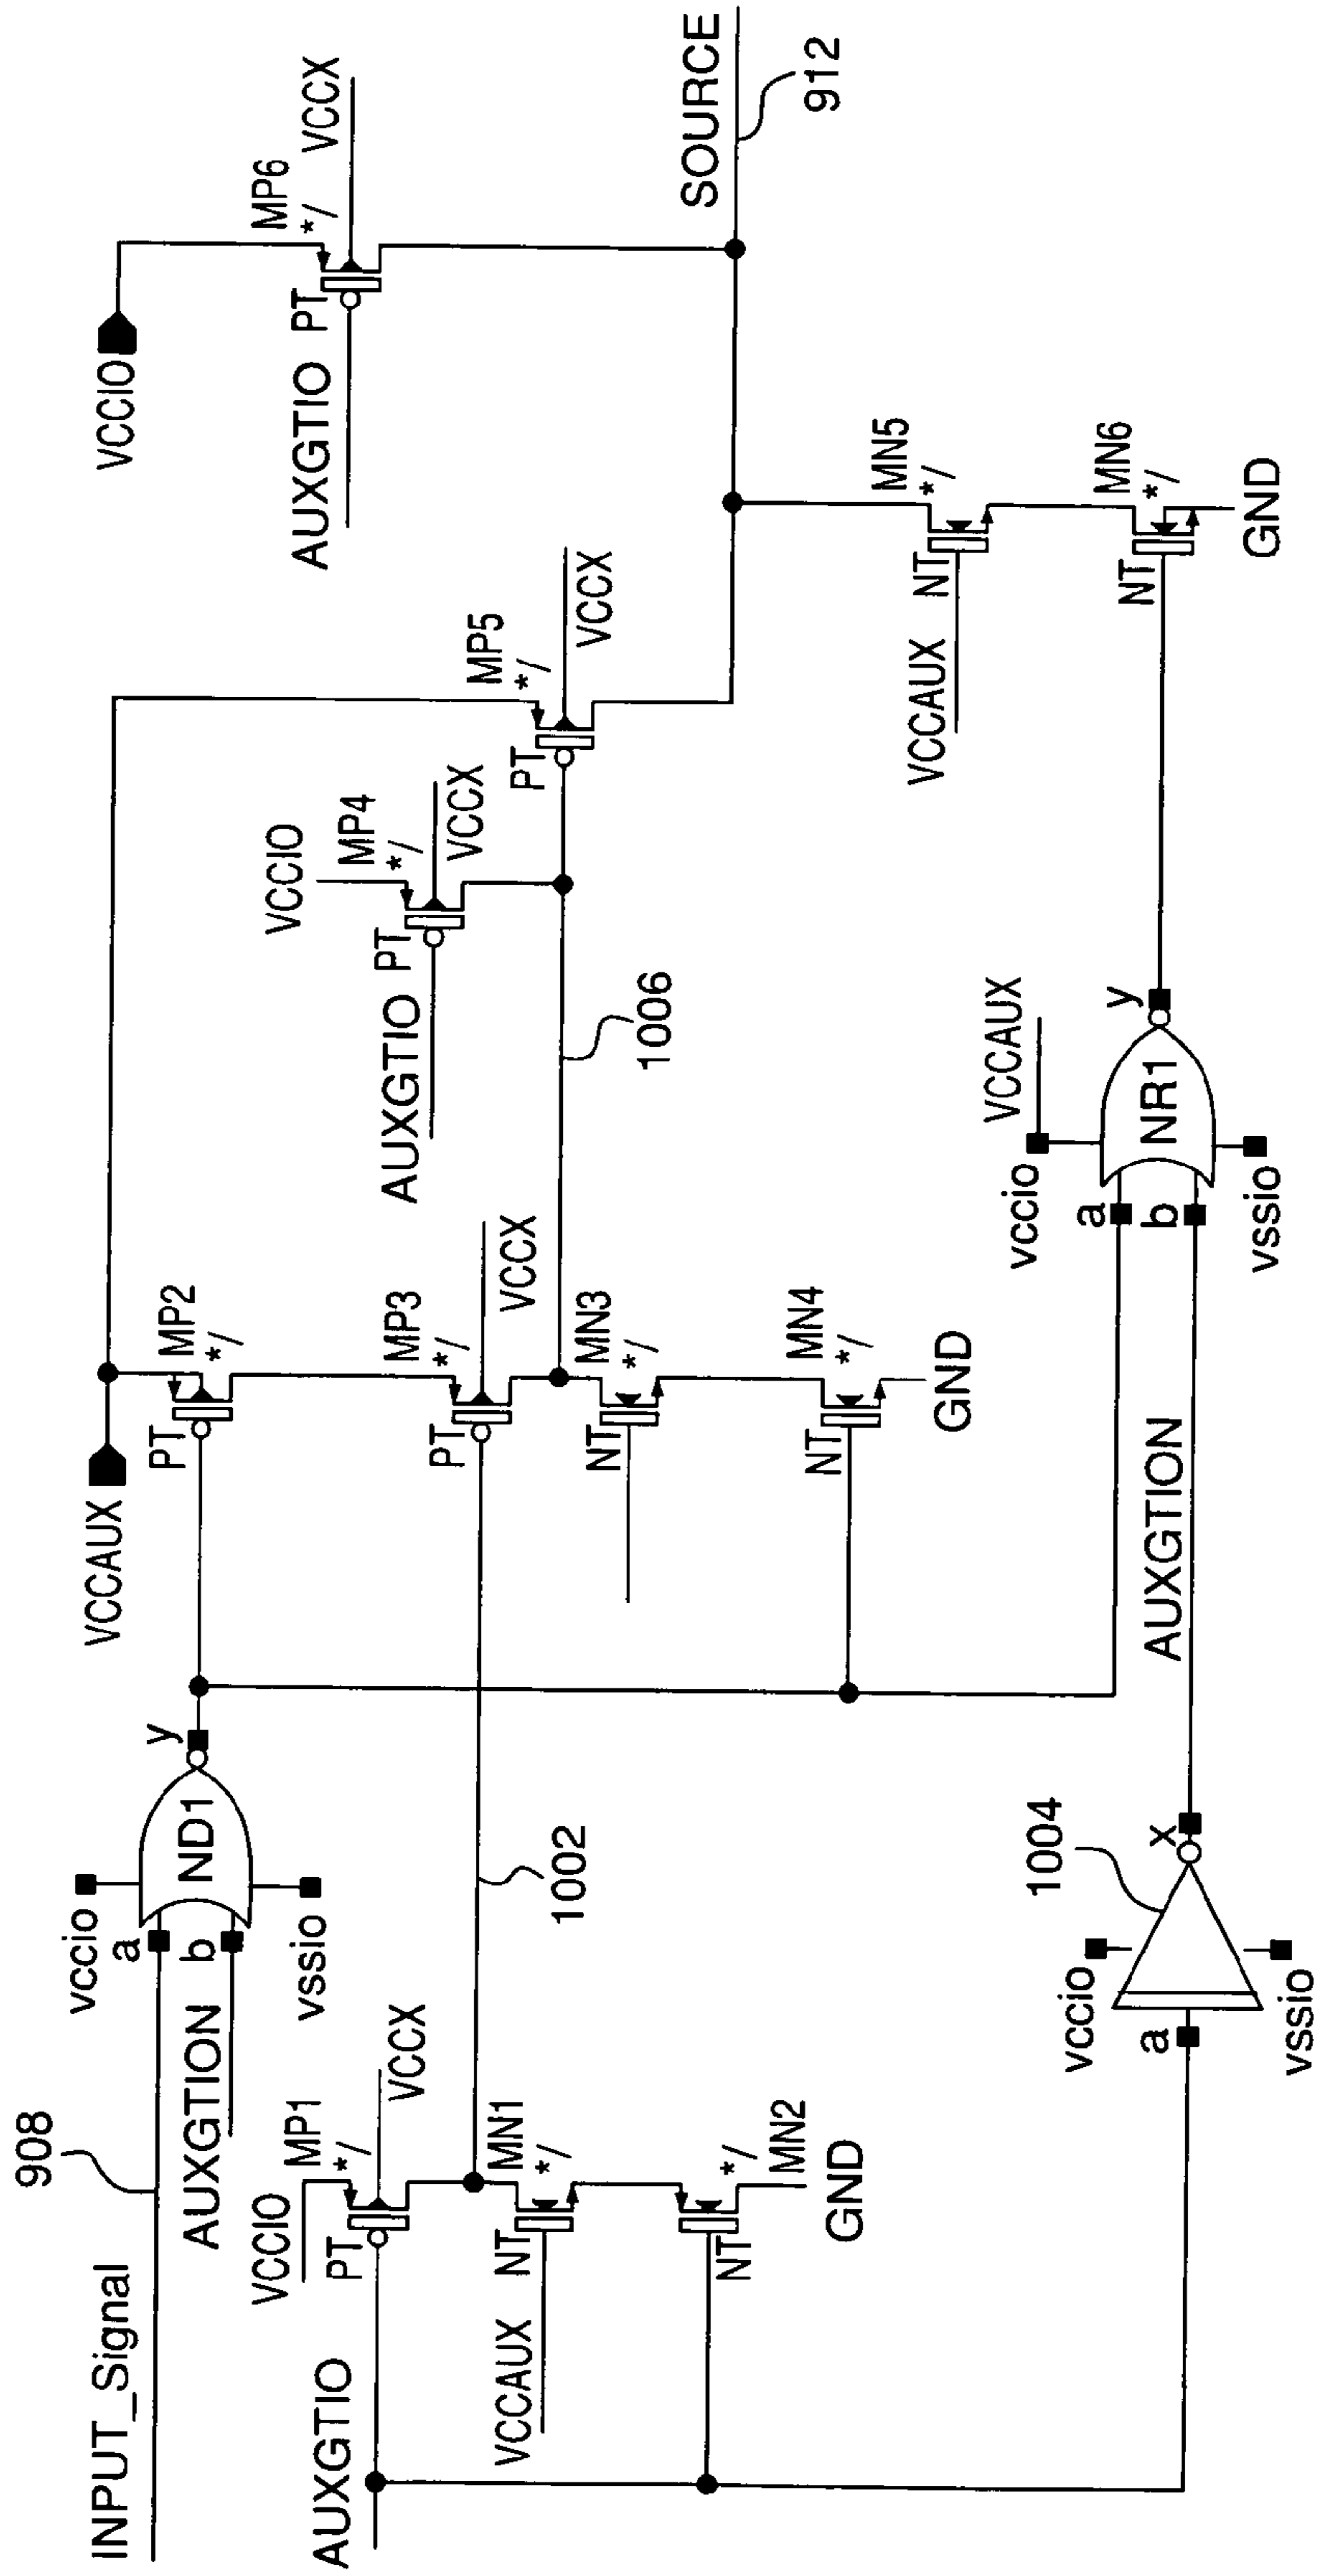 INPUT_Signal
908
AUXGTION
vccio
a
b
ND1
y
vssio
VCCAUX
PT
MP2
*/
VCCIO
MP6
*/
PT
VCCX
AUXGTIO
SOURCE
912
AUXGTIO
VCCIO
PT
MP1
*/
VCCX
VCCAUX
NT
MN1
*/
NT
*/
MN2
GND
1002
PT
MP3
*/
VCCX
NT
MN3
*/
NT
MN4
*/
GND
1006
AUXGTIO
PT
VCCIO
MP4
*/
VCCX
PT
MP5
*/
VCCX
VCCAUX
NT
MN5
*/
NT
MN6
*/
GND
a
vccio
1004
x
vssio
AUXGTION
a
b
vccio
VCCAUX
NR1
y
vssio